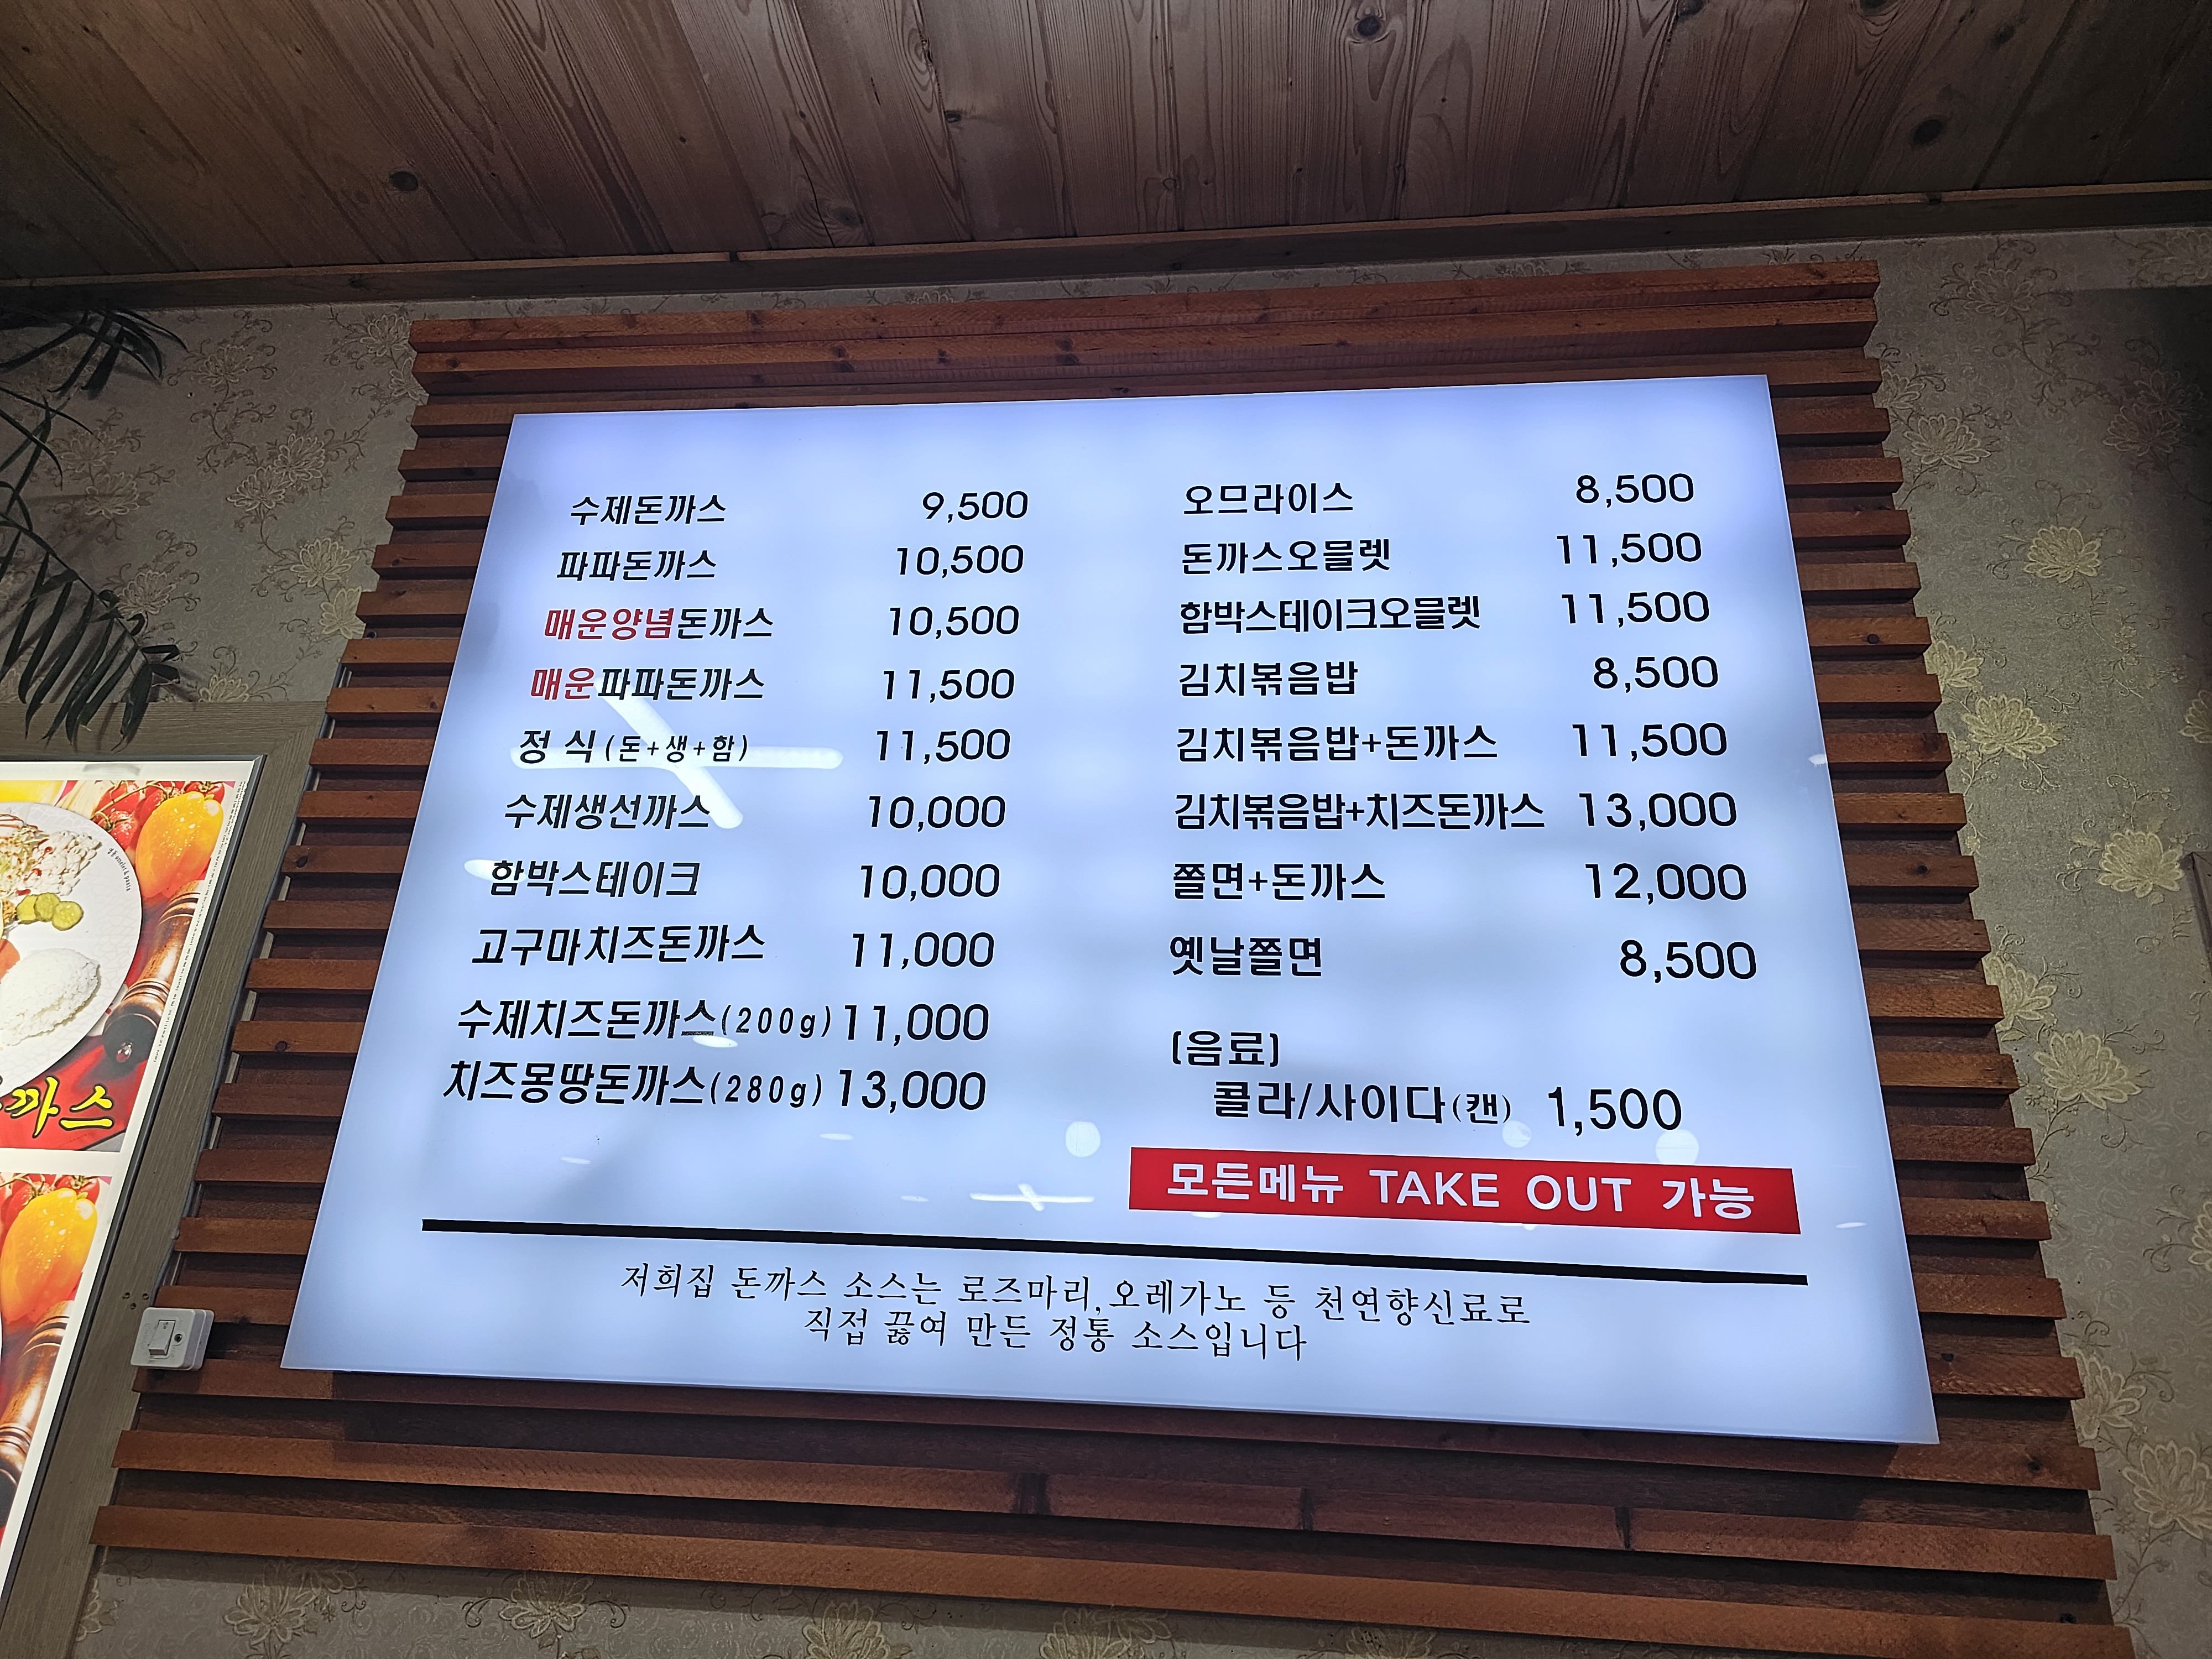 수제돈까스 9,500
파파돈까스 10,500
매운양념돈까스 10,500
매운파파돈까스 11,500
정 식 (돈+생+함) 11,500
수제생선까스 10,000
함박스테이크 10,000
고구마치즈돈까스 11,000
수제치즈돈까스(200g) 11,000
치즈몽땅돈까스(280g) 13,000
오므라이스 8,500
돈까스오믈렛 11,500
함박스테이크오믈렛 11,500
김치볶음밥 8,500
김치볶음밥+돈까스 11,500
김치볶음밥+치즈돈까스 13,000
쫄면+돈까스 12,000
옛날쫄면 8,500
[음료]
콜라/사이다(캔) 1,500
모든메뉴 TAKE OUT 가능
저희집 돈까스 소스는 로즈마리,오레가노 등 천연향신료로
직접 끓여 만든 정통 소스입니다
까스